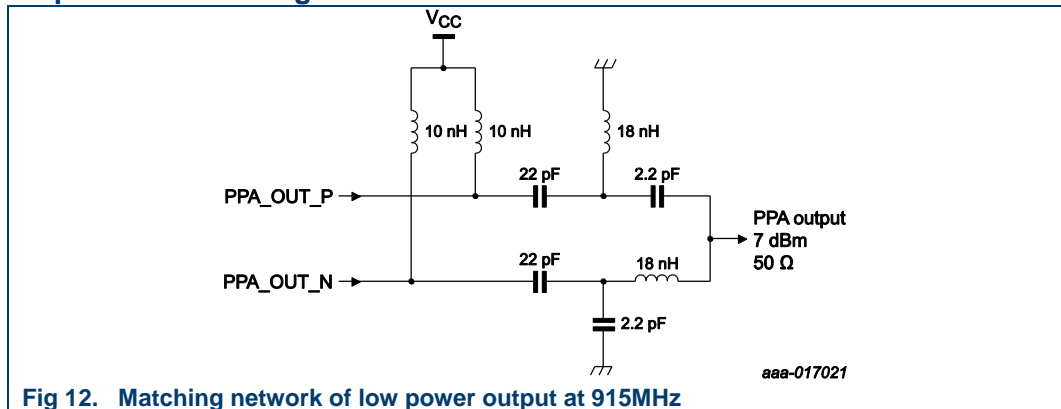 VCC
10 nH
10 nH
18 nH
22 pF
2.2 pF
PPA_OUT_P
PPA output
7 dBm
50 Ω
22 pF
18 nH
PPA_OUT_N
2.2 pF
aaa-017021
Fig 12. Matching network of low power output at 915MHz